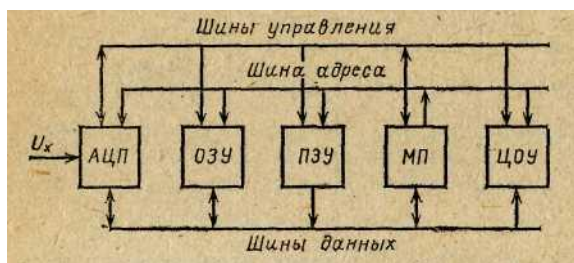 Шины управления
Шина адреса
Ux
АЦП ОЗУ ПЗУ МП ЦОУ
Шины данных